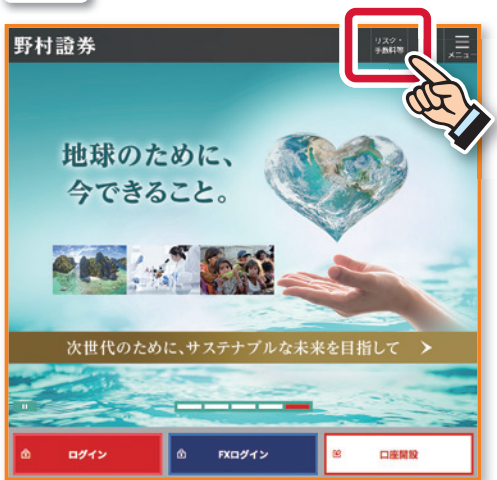 野村證券
リスク・
手数料等
メニュー
地球のために、
今できること。
次世代のために、サステナブルな未来を目指して
ログイン
FXログイン
口座開設